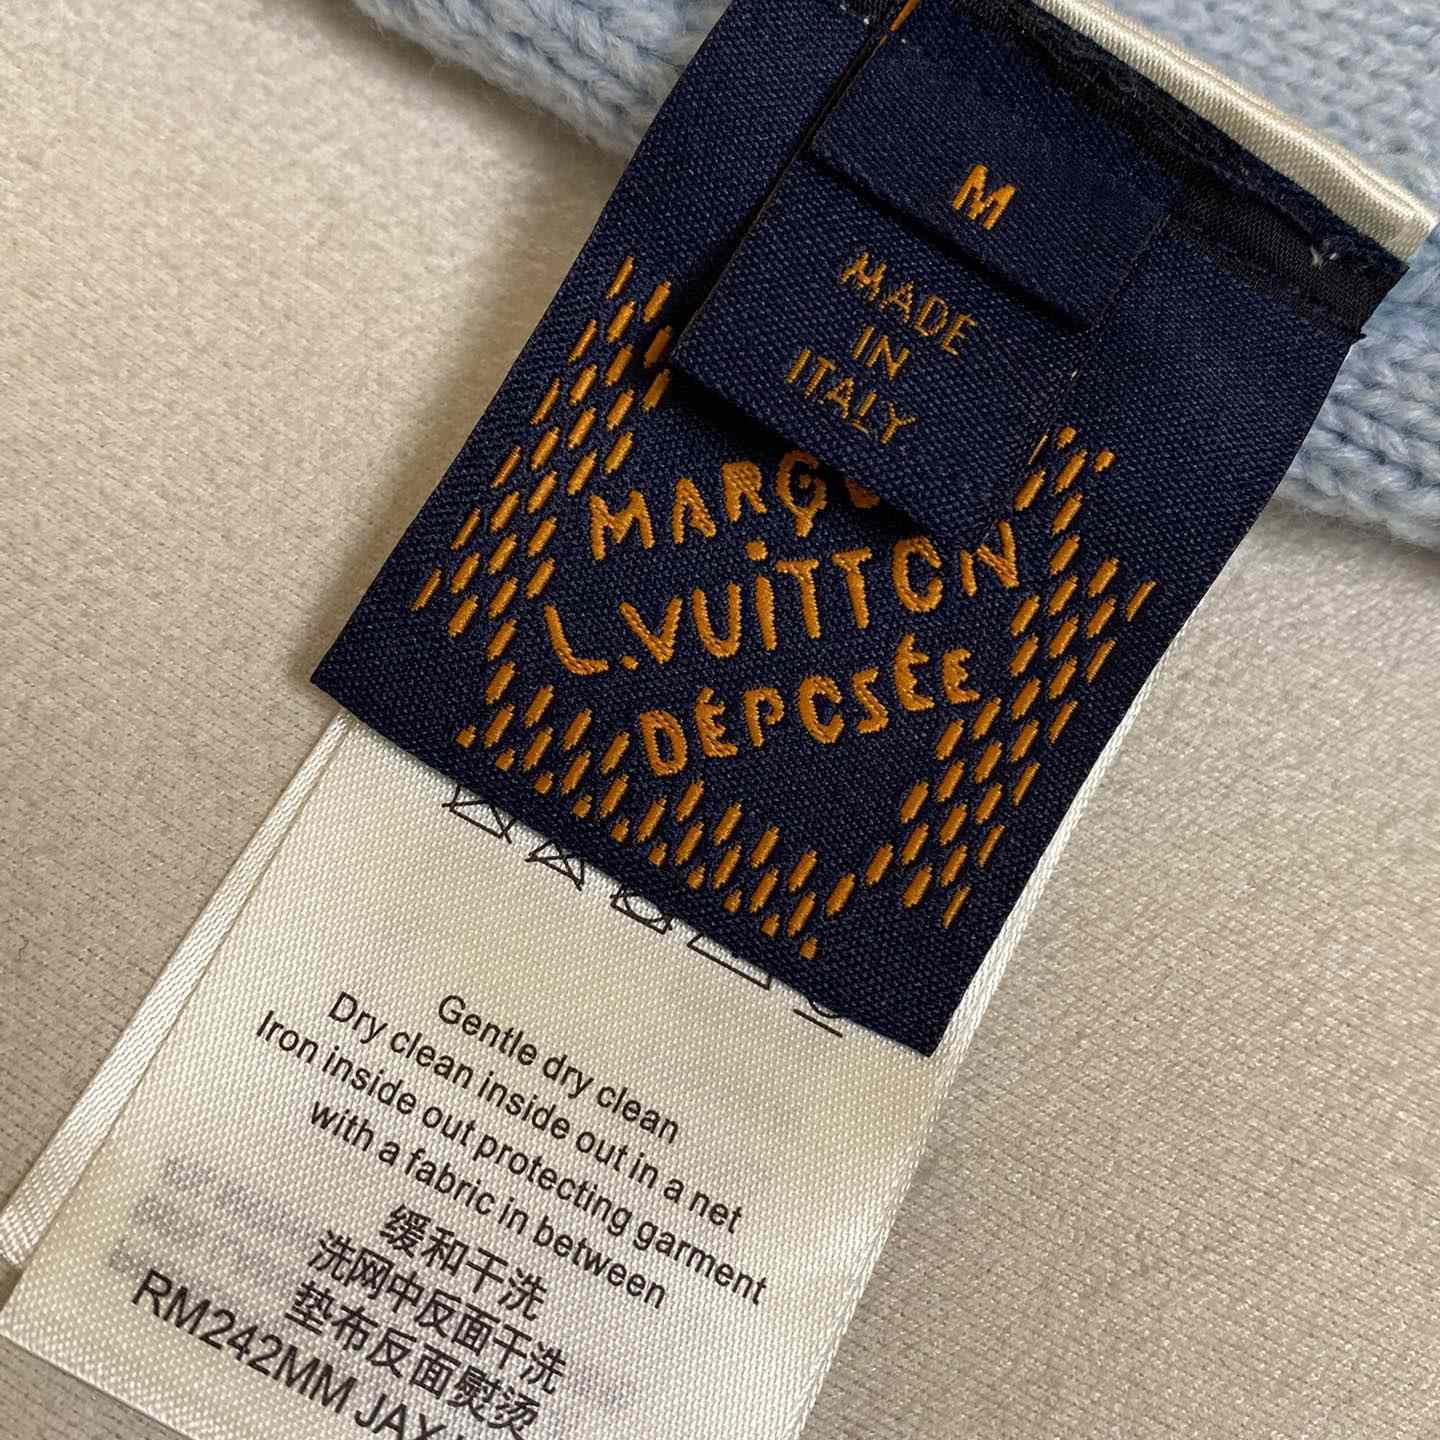 M
MADE
IN
ITALY
L.VUITTON
DÉPOSÉE
Gentle dry clean
Dry clean inside out in a net
Iron inside out protecting garment
with a fabric in between
缓和干洗
洗网中反面干洗
垫布反面熨烫
RM242MM JAY